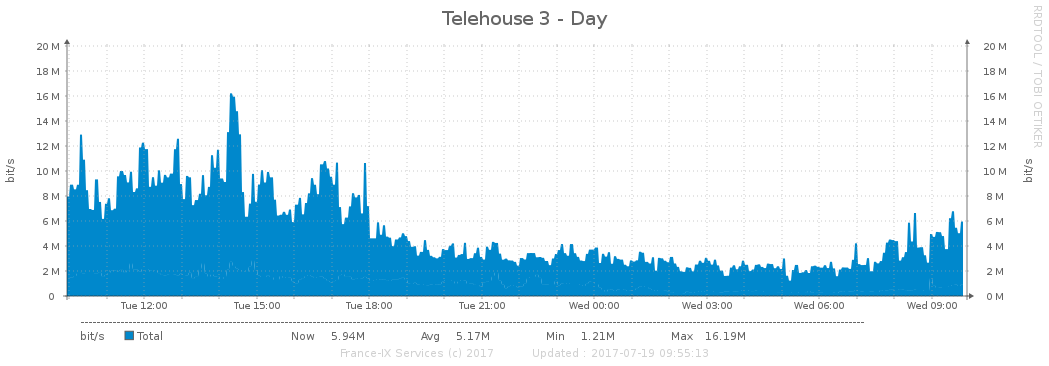 Telehouse 3 - Day
RRDTOOL / TOBI OETIKER
bit/s
bit/s
20 M 20 M
18 M 18 M
16 M 16 M
14 M 14 M
12 M 12 M
10 M 10 M
8 M 8 M
6 M 6 M
4 M 4 M
2 M 2 M
0 0 M
Tue 12:00 Tue 15:00 Tue 18:00 Tue 21:00 Wed 00:00 Wed 03:00 Wed 06:00 Wed 09:00
bit/s Total Now 5.94M Avg 5.17M Min 1.21M Max 16.19M
France-IX Services (c) 2017 Updated : 2017-07-19 09:55:13